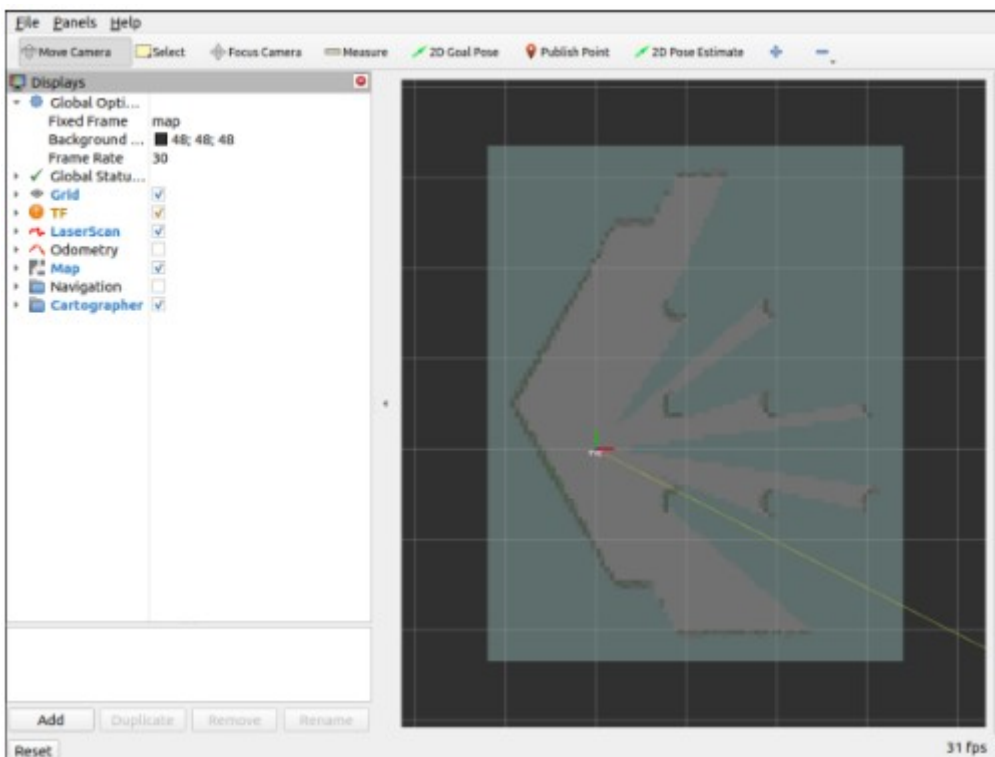 File Panels Help
Move Camera Select Focus Camera Measure 2D Goal Pose Publish Point 2D Pose Estimate
Displays
Global Opti...
Fixed Frame map
Background ... 48; 48; 48
Frame Rate 30
Global Statu...
Grid
TF
LaserScan
Odometry
Map
Navigation
Cartographer
Add Duplicate Remove Rename
Reset 31 fps